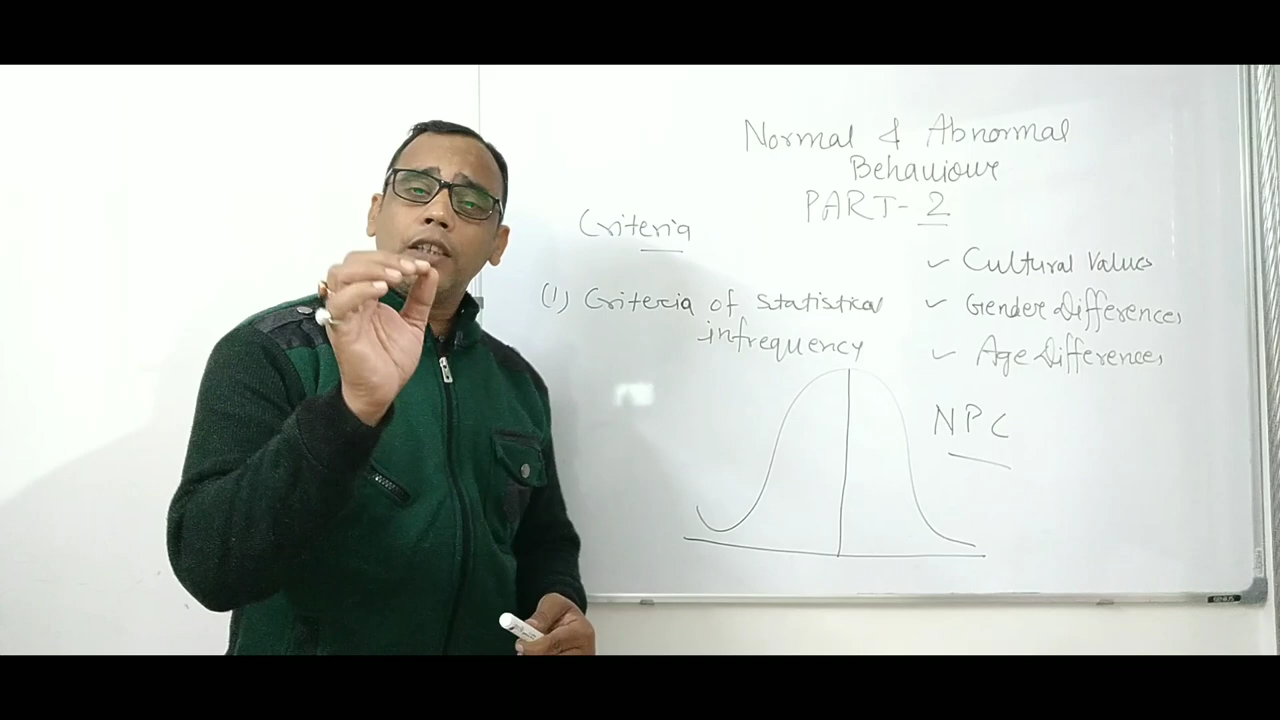 Normal & Abnormal
Behaviour
PART-2
Criteria
(1) Criteria of Statistical
infrequency
✓ Cultural Values
✓ Gender Differences
✓ Age Differences
NPC